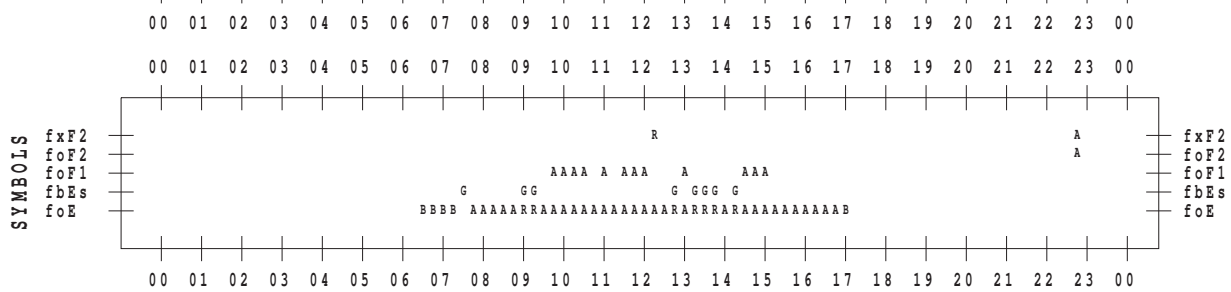 00 01 02 03 04 05 06 07 08 09 10 11 12 13 14 15 16 17 18 19 20 21 22 23 00
00 01 02 03 04 05 06 07 08 09 10 11 12 13 14 15 16 17 18 19 20 21 22 23 00
SYMBOLS
fxF2 R A fxF2
foF2 A foF2
foF1 AAAA A AAA A AAA foF1
fbEs G GG G GGG G fbEs
foE BBBB AAAAARRAAAAAAAAAAAAARARRRARAAAAAAAAAAB foE
00 01 02 03 04 05 06 07 08 09 10 11 12 13 14 15 16 17 18 19 20 21 22 23 00